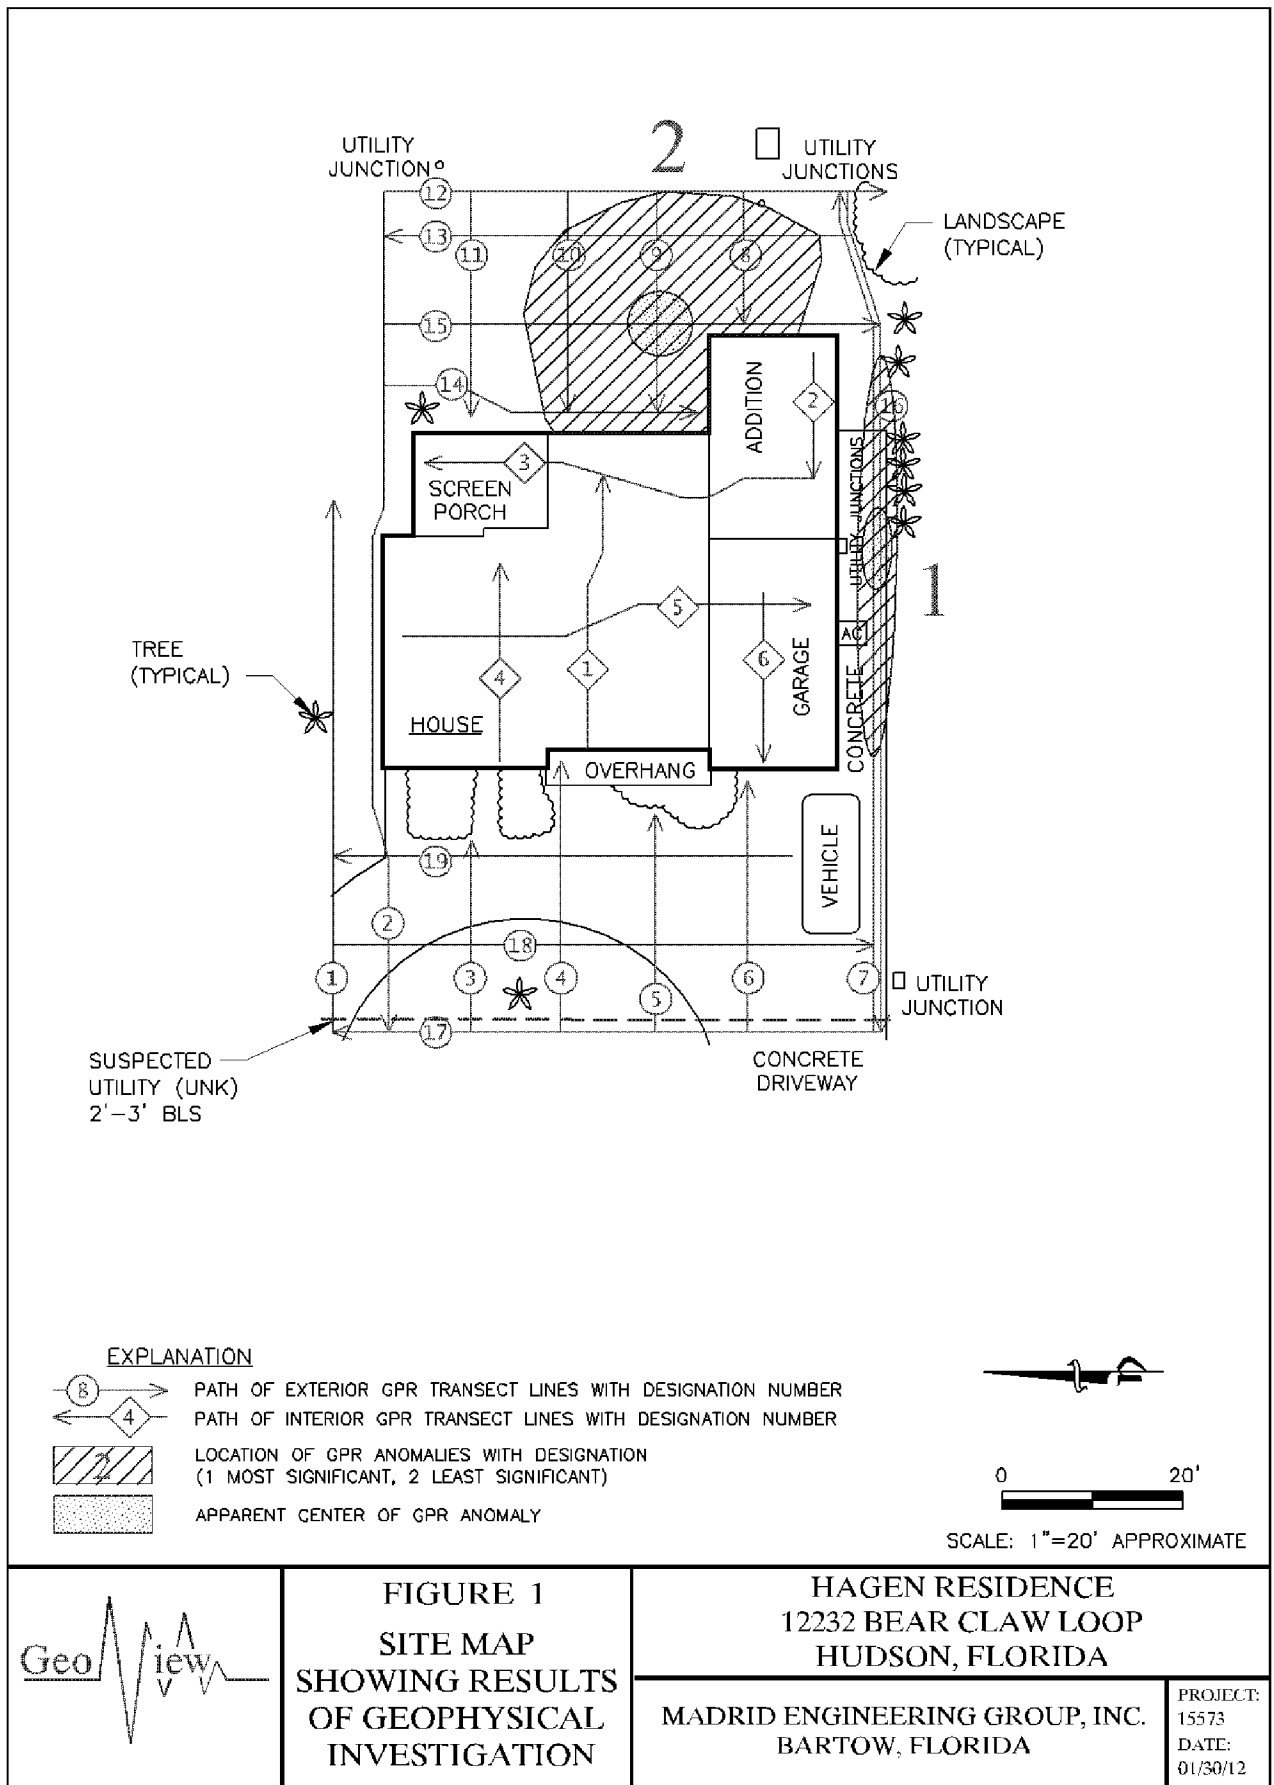 2
UTILITY
JUNCTION
UTILITY
JUNCTIONS
12
LANDSCAPE
(TYPICAL)
13
11
10
9
8
15
14
16
ADDITION
2
3
SCREEN
PORCH
UTILITY JUNCTIONS
1
5
TREE
(TYPICAL)
4
1
6
GARAGE
AC
CONCRETE
HOUSE
OVERHANG
VEHICLE
19
2
18
1
3
4
5
6
7
UTILITY
JUNCTION
17
SUSPECTED
UTILITY (UNK)
2'-3' BLS
CONCRETE
DRIVEWAY
EXPLANATION
8
PATH OF EXTERIOR GPR TRANSECT LINES WITH DESIGNATION NUMBER
4
PATH OF INTERIOR GPR TRANSECT LINES WITH DESIGNATION NUMBER
2
LOCATION OF GPR ANOMALIES WITH DESIGNATION
(1 MOST SIGNIFICANT, 2 LEAST SIGNIFICANT)
APPARENT CENTER OF GPR ANOMALY
0 20'
SCALE: 1"=20' APPROXIMATE
GeoView
FIGURE 1
SITE MAP
SHOWING RESULTS
OF GEOPHYSICAL
INVESTIGATION
HAGEN RESIDENCE
12232 BEAR CLAW LOOP
HUDSON, FLORIDA
MADRID ENGINEERING GROUP, INC.
BARTOW, FLORIDA
PROJECT:
15573
DATE:
01/30/12